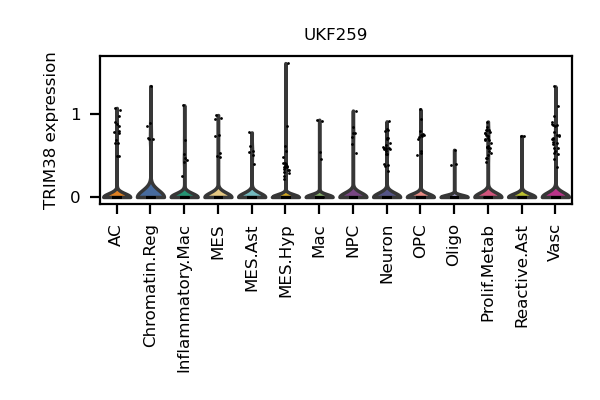 UKF259
TRIM38 expression
1
0
AC
Chromatin.Reg
Inflammatory.Mac
MES
MES.Ast
MES.Hyp
Mac
NPC
Neuron
OPC
Oligo
Prolif.Metab
Reactive.Ast
Vasc